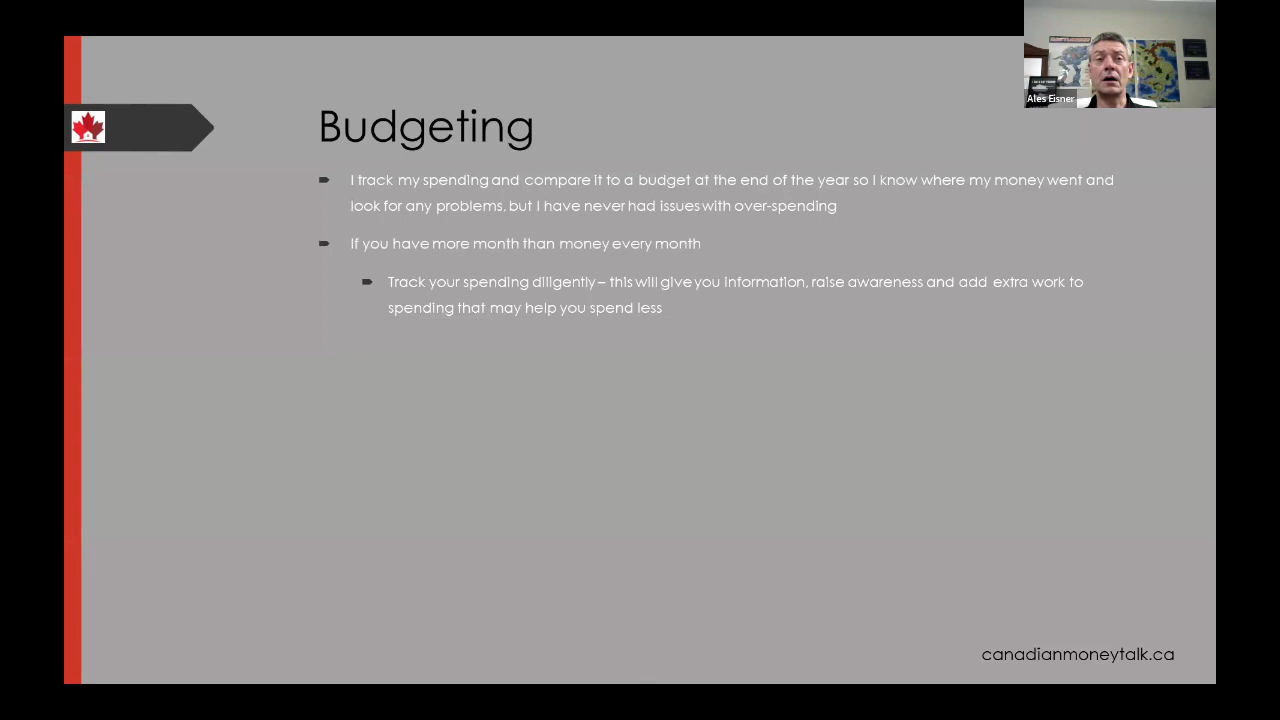 Ales Eisner
Budgeting
I track my spending and compare it to a budget at the end of the year so I know where my money went and
look for any problems, but I have never had issues with over-spending
If you have more month than money every month
Track your spending diligently – this will give you information, raise awareness and add extra work to
spending that may help you spend less
canadianmoneytalk.ca